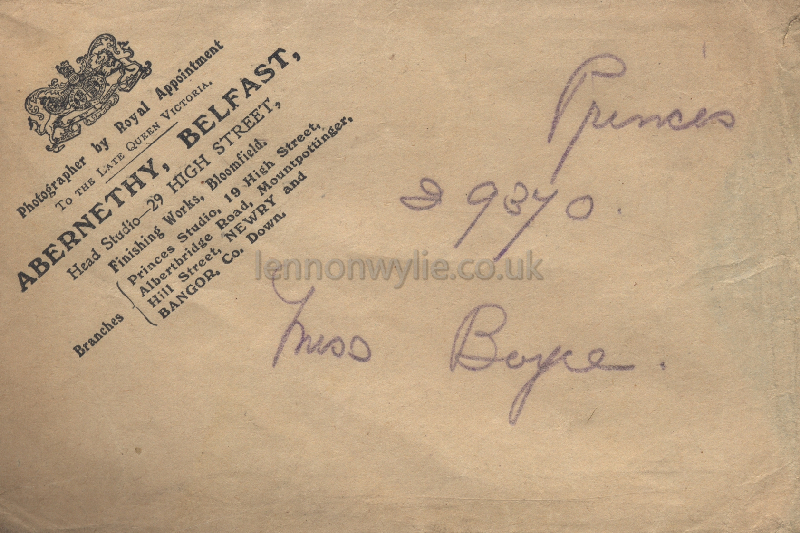 Photographer by Royal Appointment
To the Late Queen Victoria.
ABERNETHY, BELFAST,
Head Studio—29 HIGH STREET,
Finishing Works, Bloomfield.
Branches
Princes Studio, 19 High Street,
Albertbridge Road, Mountpottinger,
Hill Street, NEWRY and
BANGOR, Co. Down.
Princes
29370.
lennonwylie.co.uk
Miss Boyce.